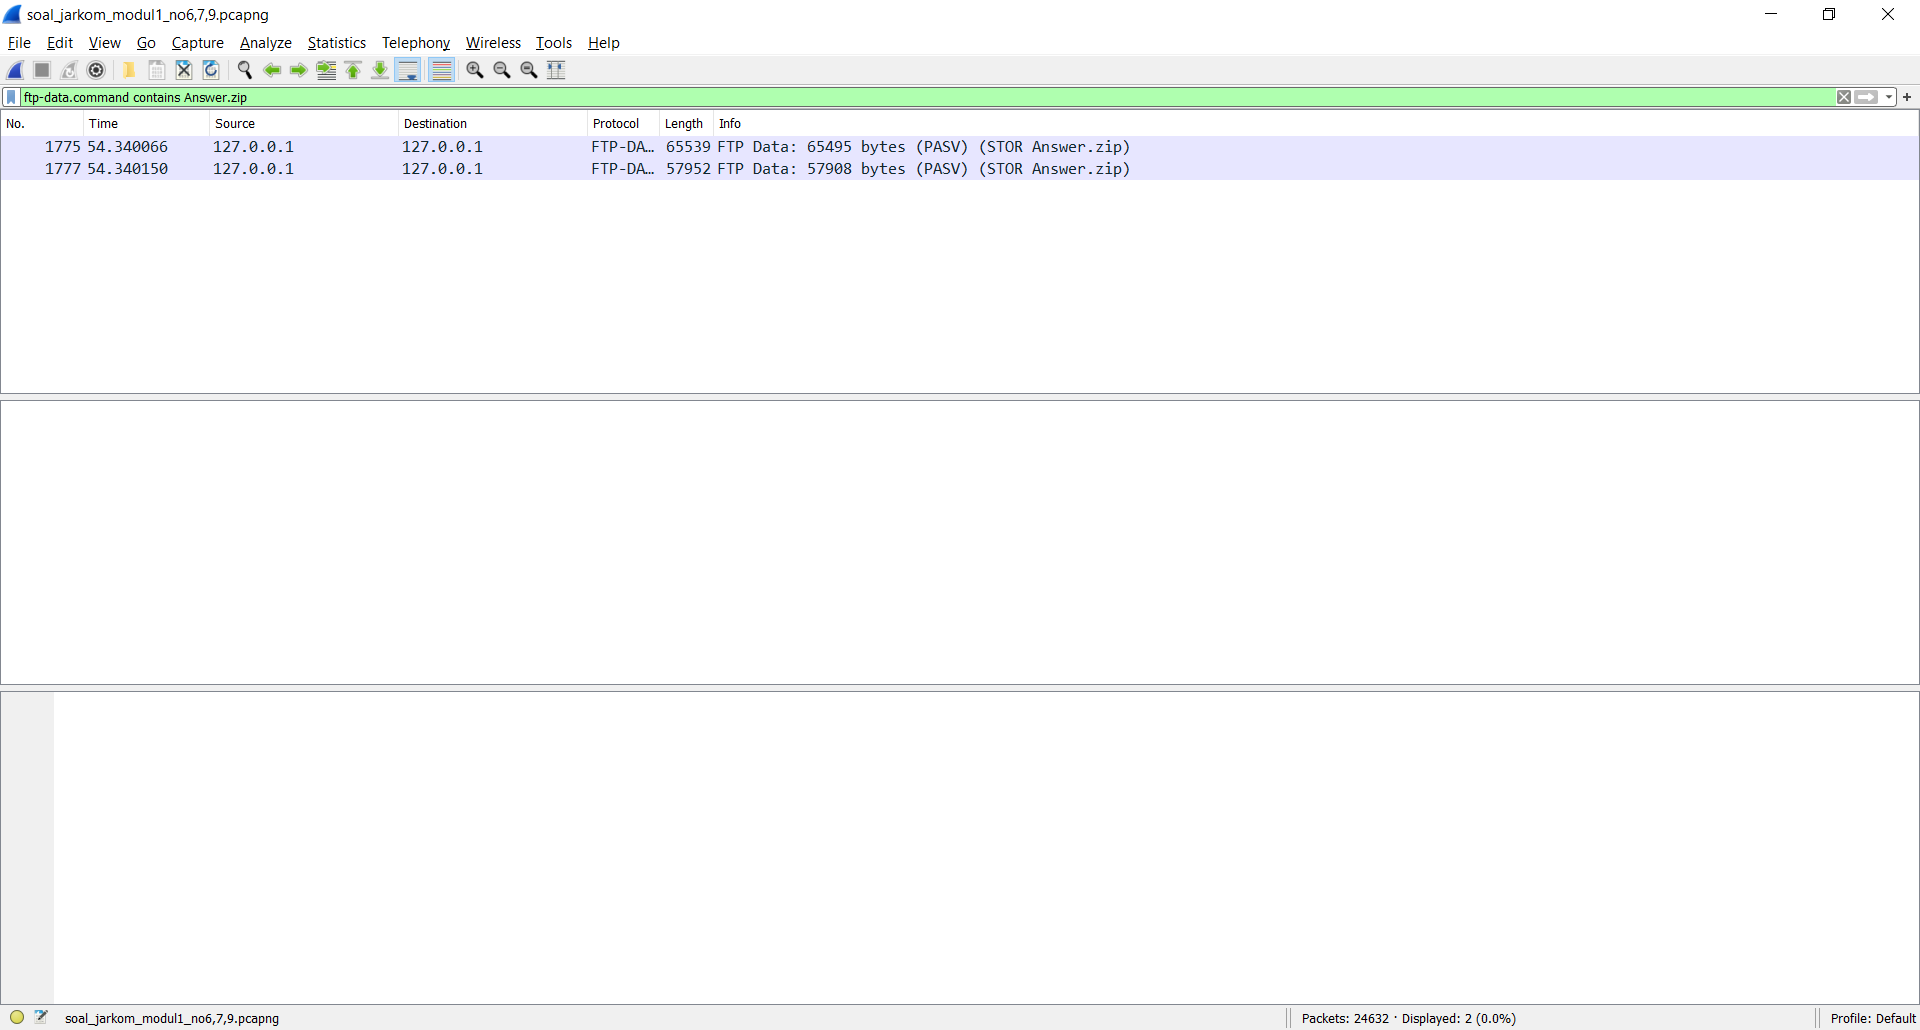 soal_jarkom_modul1_no6,7,9.pcapng
File Edit View Go Capture Analyze Statistics Telephony Wireless Tools Help
ftp-data.command contains Answer.zip
No. Time Source Destination Protocol Length Info
1775 54.340066 127.0.0.1 127.0.0.1 FTP-DA… 65539 FTP Data: 65495 bytes (PASV) (STOR Answer.zip)
1777 54.340150 127.0.0.1 127.0.0.1 FTP-DA… 57952 FTP Data: 57908 bytes (PASV) (STOR Answer.zip)
soal_jarkom_modul1_no6,7,9.pcapng Packets: 24632 · Displayed: 2 (0.0%) Profile: Default